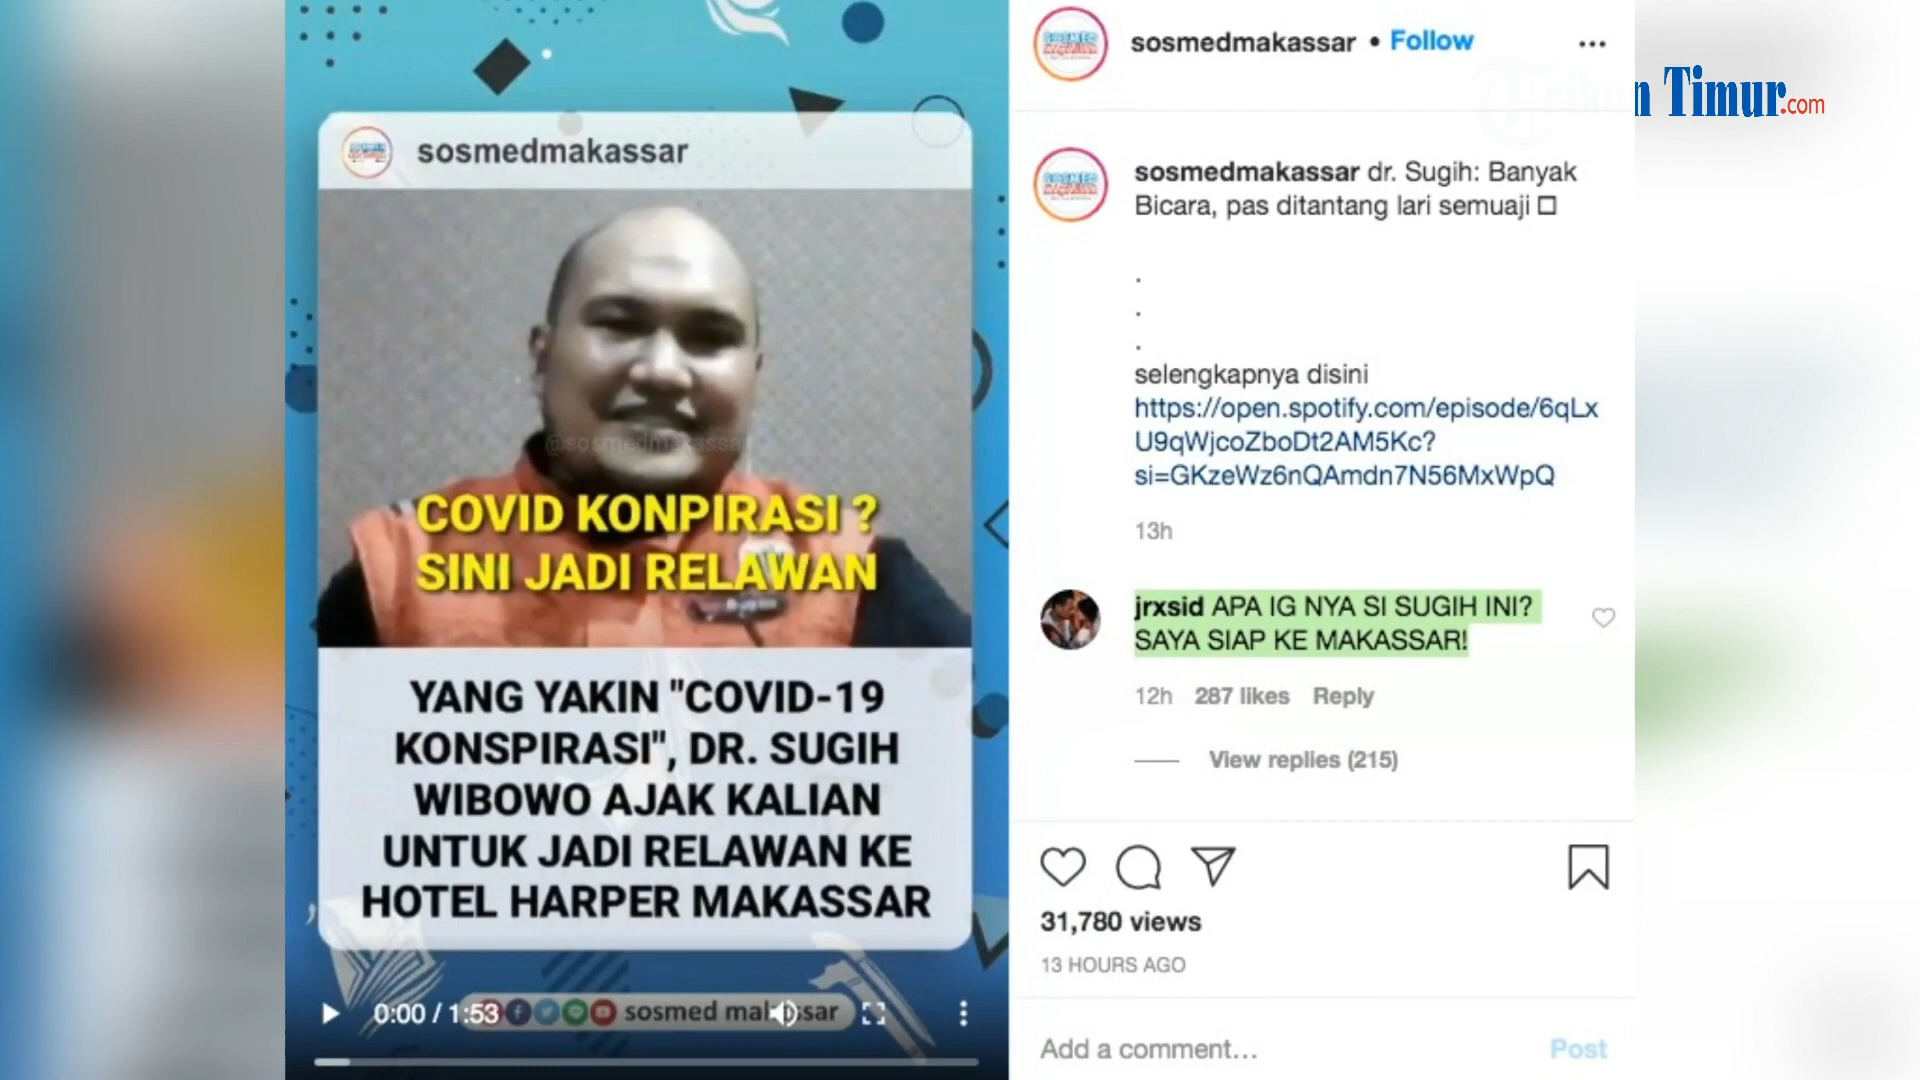 sosmedmakassar
@sosmedmakassar
COVID KONPIRASI ?
SINI JADI RELAWAN
YANG YAKIN "COVID-19
KONSPIRASI", DR. SUGIH
WIBOWO AJAK KALIAN
UNTUK JADI RELAWAN KE
HOTEL HARPER MAKASSAR
0:00 / 1:53
sosmed makassar
sosmedmakassar • Follow
Tribun Timur.com
sosmedmakassar dr. Sugih: Banyak
Bicara, pas ditantang lari semuaji
.
.
.
selengkapnya disini
https://open.spotify.com/episode/6qLx
U9qWjcoZboDt2AM5Kc?
si=GKzeWz6nQAmdn7N56MxWpQ
13h
jrxsid APA IG NYA SI SUGIH INI?
SAYA SIAP KE MAKASSAR!
12h 287 likes Reply
View replies (215)
31,780 views
13 HOURS AGO
Add a comment... Post